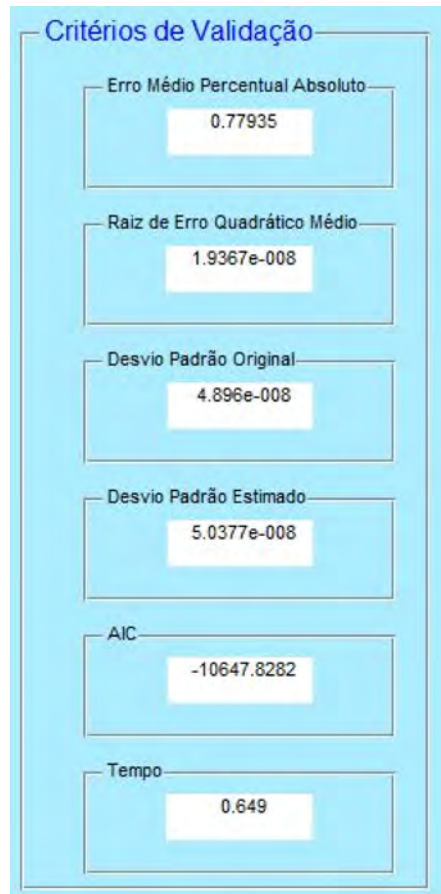 Critérios de Validação
Erro Médio Percentual Absoluto
0.77935
Raiz de Erro Quadrático Médio
1.9367e-008
Desvio Padrão Original
4.896e-008
Desvio Padrão Estimado
5.0377e-008
AIC
-10647.8282
Tempo
0.649